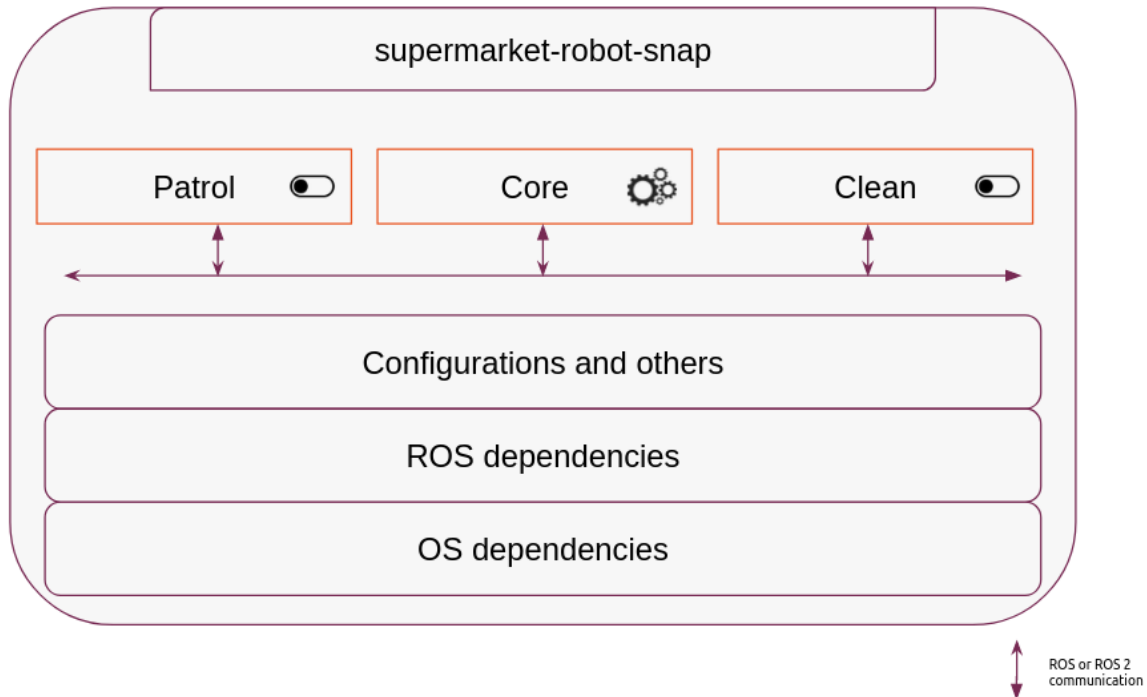 supermarket-robot-snap
Patrol
Core
Clean
Configurations and others
ROS dependencies
OS dependencies
ROS or ROS 2
communication